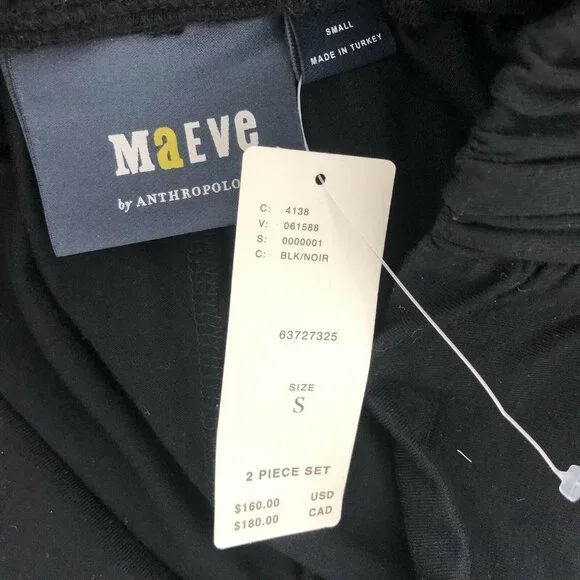 SMALL
MADE IN TURKEY
MaEVe
by ANTHROPOLO
C: 4138
V: 061588
S: 0000001
C: BLK/NOIR
63727325
SIZE
S
2 PIECE SET
$160.00 USD
$180.00 CAD